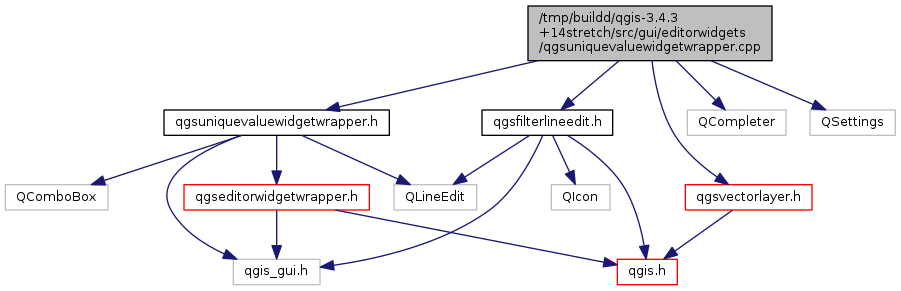 /tmp/buildd/qgis-3.4.3
+14stretch/src/gui/editorwidgets
/qgsuniquevaluewidgetwrapper.cpp
qgsuniquevaluewidgetwrapper.h
qgsfilterlineedit.h
QCompleter
QSettings
QComboBox
qgseditorwidgetwrapper.h
QLineEdit
QIcon
qgsvectorlayer.h
qgis_gui.h
qgis.h